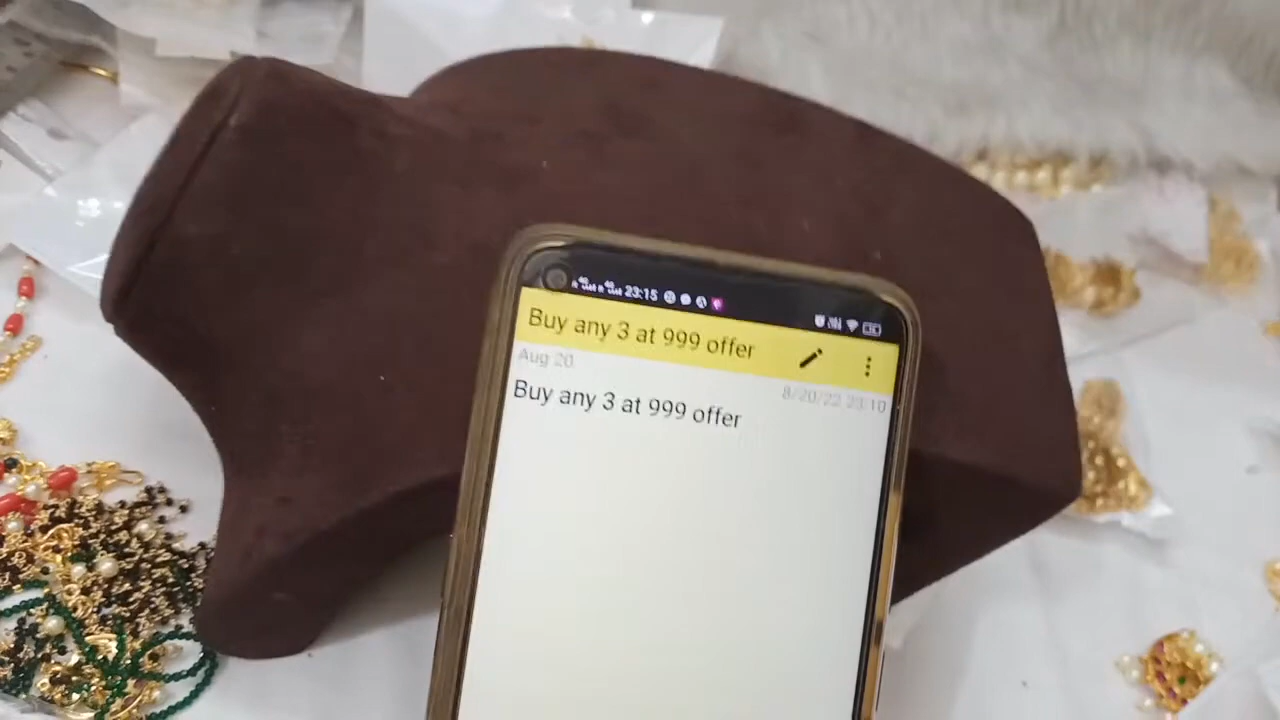 23:15
Buy any 3 at 999 offer
Aug 20
8/20/22 23:10
Buy any 3 at 999 offer